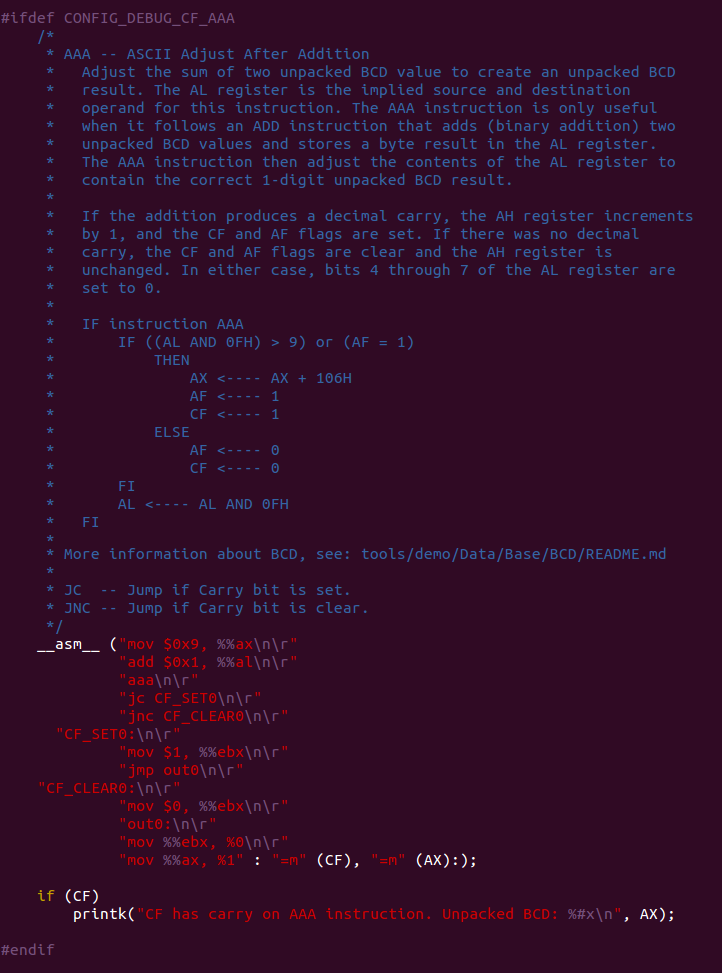 #ifdef CONFIG_DEBUG_CF_AAA
    /*
     * AAA -- ASCII Adjust After Addition
     *   Adjust the sum of two unpacked BCD value to create an unpacked BCD
     *   result. The AL register is the implied source and destination
     *   operand for this instruction. The AAA instruction is only useful
     *   when it follows an ADD instruction that adds (binary addition) two
     *   unpacked BCD values and stores a byte result in the AL register.
     *   The AAA instruction then adjust the contents of the AL register to
     *   contain the correct 1-digit unpacked BCD result.
     *
     *   If the addition produces a decimal carry, the AH register increments
     *   by 1, and the CF and AF flags are set. If there was no decimal
     *   carry, the CF and AF flags are clear and the AH register is
     *   unchanged. In either case, bits 4 through 7 of the AL register are
     *   set to 0.
     *
     *   IF instruction AAA
     *       IF ((AL AND 0FH) > 9) or (AF = 1)
     *           THEN
     *               AX <---- AX + 106H
     *               AF <---- 1
     *               CF <---- 1
     *           ELSE
     *               AF <---- 0
     *               CF <---- 0
     *       FI
     *       AL <---- AL AND 0FH
     *   FI
     *
     * More information about BCD, see: tools/demo/Data/Base/BCD/README.md
     *
     * JC  -- Jump if Carry bit is set.
     * JNC -- Jump if Carry bit is clear.
     */
    __asm__ ("mov $0x9, %%ax\n\r"
             "add $0x1, %%al\n\r"
             "aaa\n\r"
             "jc CF_SET0\n\r"
             "jnc CF_CLEAR0\n\r"
      "CF_SET0:\n\r"
             "mov $1, %%ebx\n\r"
             "jmp out0\n\r"
    "CF_CLEAR0:\n\r"
             "mov $0, %%ebx\n\r"
             "out0:\n\r"
             "mov %%ebx, %0\n\r"
             "mov %%ax, %1" : "=m" (CF), "=m" (AX):);

    if (CF)
        printk("CF has carry on AAA instruction. Unpacked BCD: %#x\n", AX);

#endif